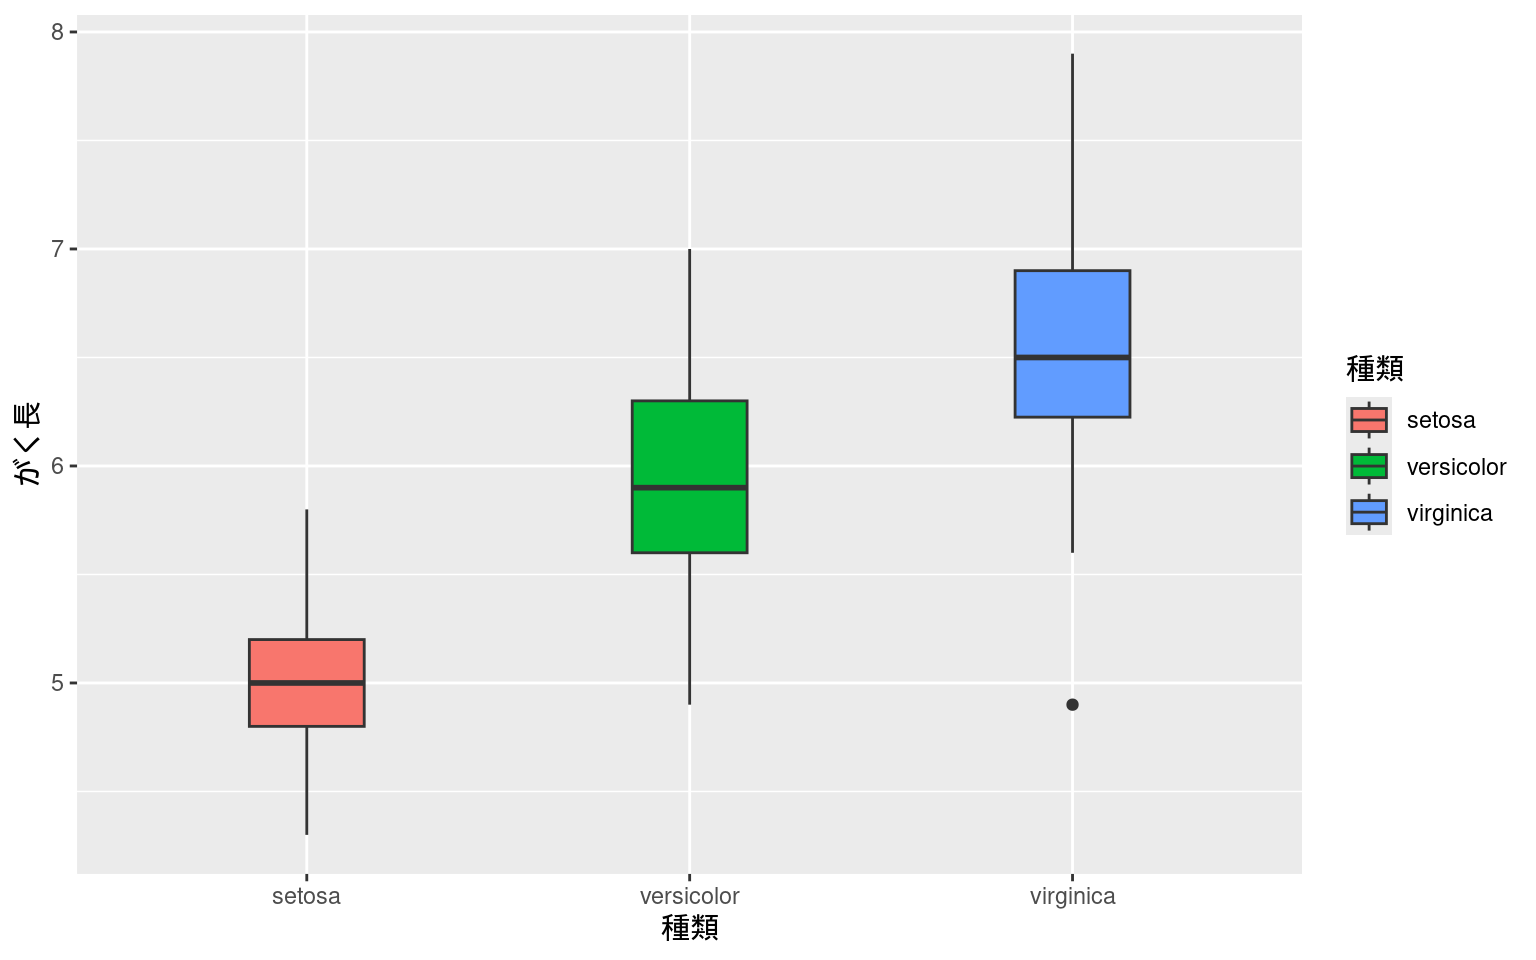 8
7
6
5
がく長
setosa
versicolor
virginica
種類
種類
setosa
versicolor
virginica